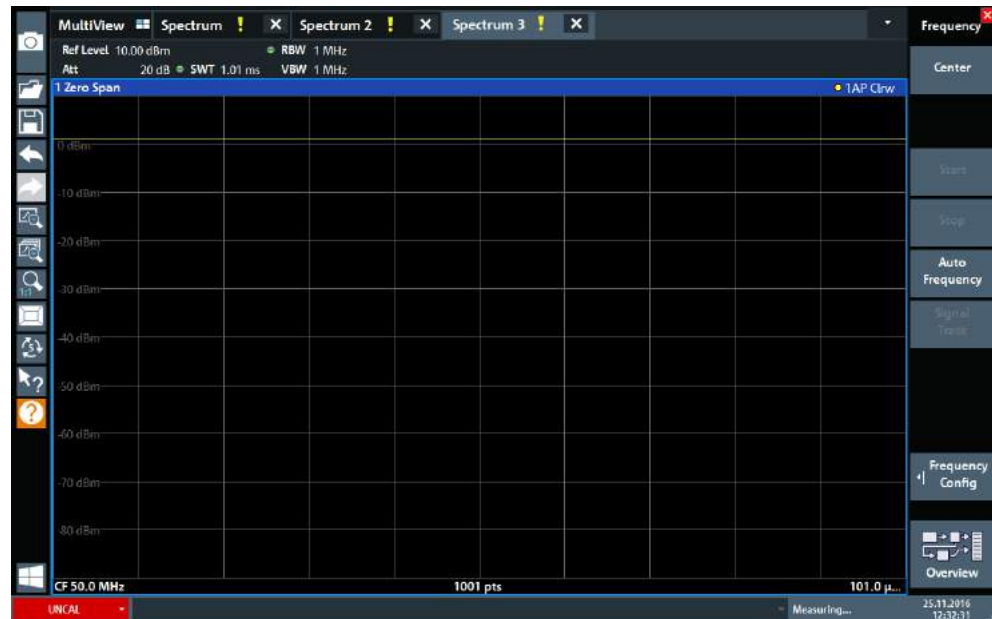 MultiView Spectrum ! X Spectrum 2 ! X Spectrum 3 ! X
Frequency
Ref Level 10.00 dBm RBW 1 MHz
Att 20 dB SWT 1.01 ms VBW 1 MHz
Center
1 Zero Span 1AP Clrw
0 dBm
Start
-10 dBm
Stop
-20 dBm
Auto
Frequency
-30 dBm
1:1
Signal
Track
-40 dBm
-50 dBm
-60 dBm
Frequency
Config
-70 dBm
-80 dBm
Overview
CF 50.0 MHz 1001 pts 101.0 µ...
UNCAL Measuring... 25.11.2016
12:32:31